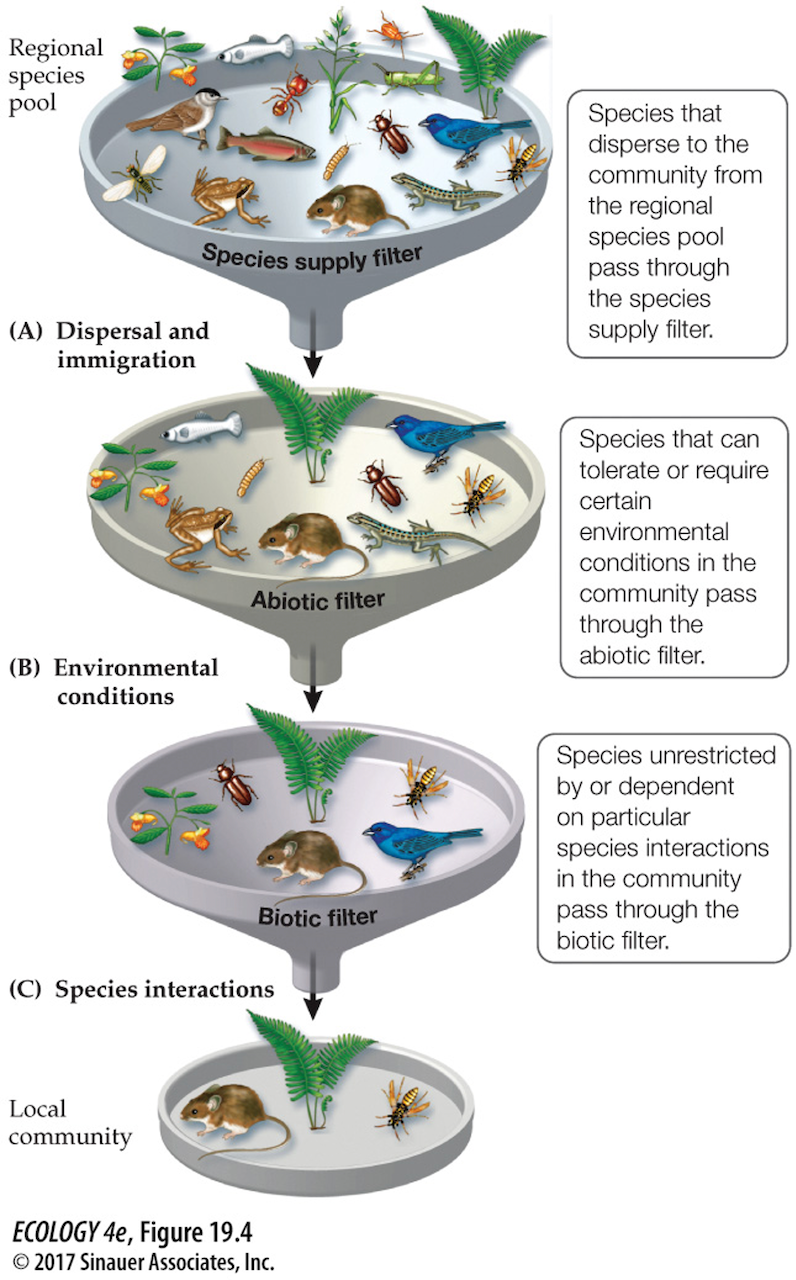 Regional
species
pool
Species that
disperse to the
community from
the regional
species pool
pass through
the species
supply filter.
Species supply filter
(A) Dispersal and
immigration
Species that can
tolerate or require
certain
environmental
conditions in the
community pass
through the
abiotic filter.
Abiotic filter
(B) Environmental
conditions
Species unrestricted
by or dependent
on particular
species interactions
in the community
pass through the
biotic filter.
Biotic filter
(C) Species interactions
Local
community
ECOLOGY 4e, Figure 19.4
© 2017 Sinauer Associates, Inc.